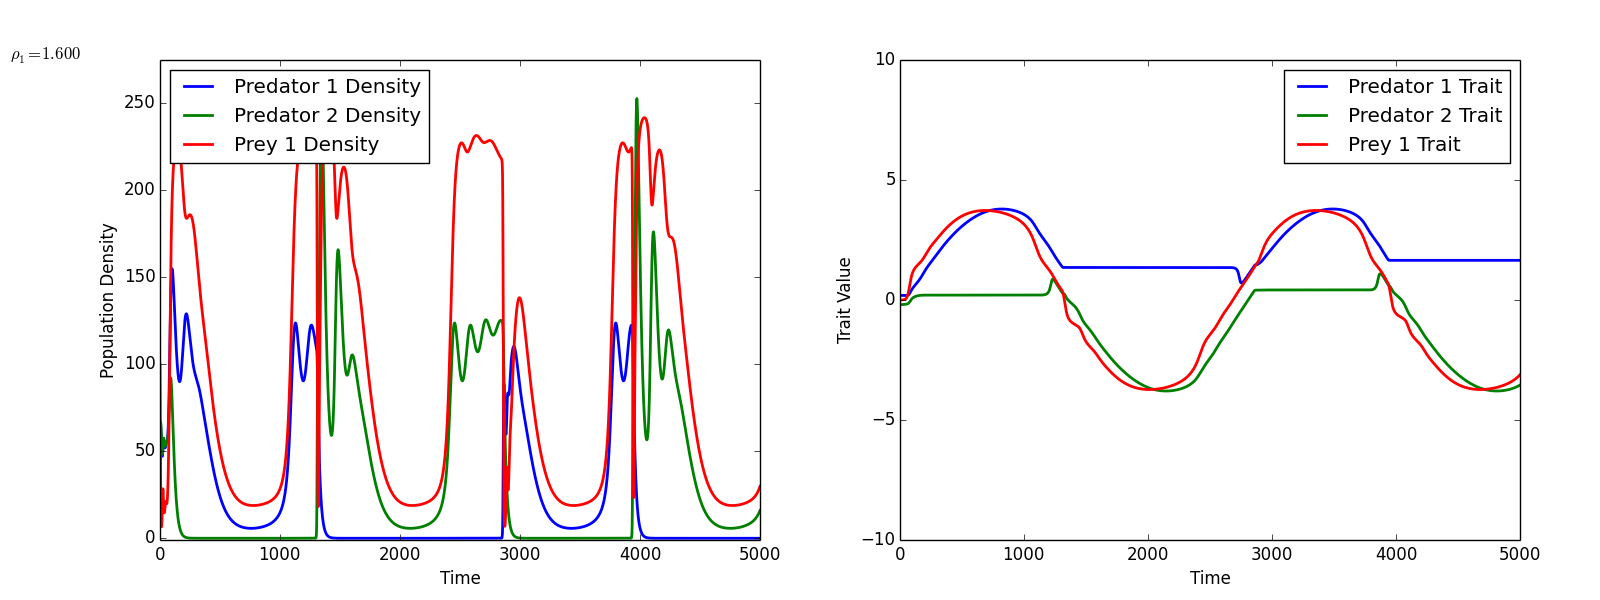 ρ₁=1.600
Predator 1 Density
Predator 2 Density
Prey 1 Density
Population Density
250
200
150
100
50
0
0 1000 2000 3000 4000 5000
Time
Predator 1 Trait
Predator 2 Trait
Prey 1 Trait
Trait Value
10
5
0
−5
−10
0 1000 2000 3000 4000 5000
Time